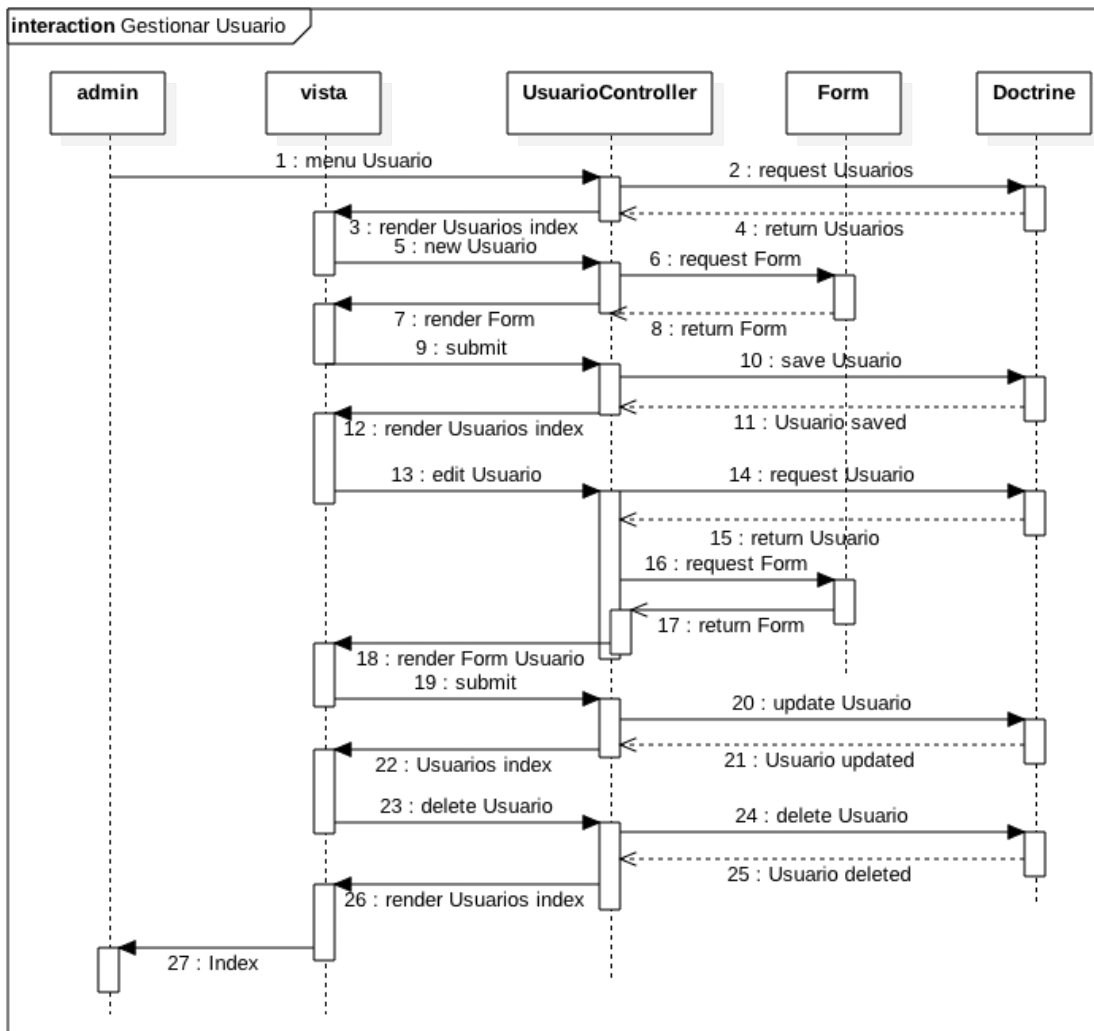 interaction Gestionar Usuario
admin
vista
UsuarioController
Form
Doctrine
1 : menu Usuario
2 : request Usuarios
3 : render Usuarios index
4 : return Usuarios
5 : new Usuario
6 : request Form
7 : render Form
8 : return Form
9 : submit
10 : save Usuario
12 : render Usuarios index
11 : Usuario saved
13 : edit Usuario
14 : request Usuario
15 : return Usuario
16 : request Form
17 : return Form
18 : render Form Usuario
19 : submit
20 : update Usuario
22 : Usuarios index
21 : Usuario updated
23 : delete Usuario
24 : delete Usuario
25 : Usuario deleted
26 : render Usuarios index
27 : Index